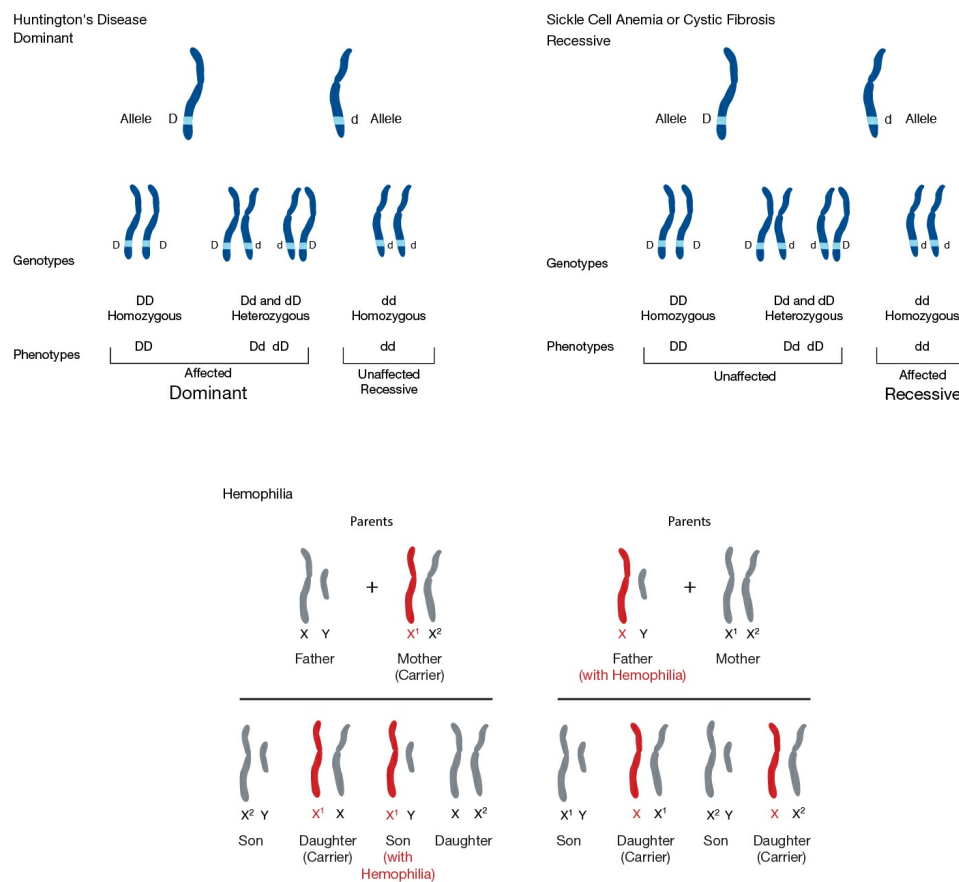 Huntington's Disease
Dominant
Allele D
d Allele
D D D d d D d d
Genotypes
DD
Homozygous
Dd and dD
Heterozygous
dd
Homozygous
Phenotypes
DD
Dd dD
dd
Affected
Dominant
Unaffected
Recessive
Sickle Cell Anemia or Cystic Fibrosis
Recessive
Allele D
d Allele
D D D d d D d d
Genotypes
DD
Homozygous
Dd and dD
Heterozygous
dd
Homozygous
Phenotypes
DD
Dd dD
dd
Unaffected
Affected
Recessive
Hemophilia
Parents
+
X Y
Father
X¹ X²
Mother
(Carrier)
X² Y
Son
X¹ X
Daughter
(Carrier)
X¹ Y
Son
(with
Hemophilia)
X X²
Daughter
Parents
+
X Y
Father
(with Hemophilia)
X¹ X²
Mother
X¹ Y
Son
X X¹
Daughter
(Carrier)
X² Y
Son
X X²
Daughter
(Carrier)